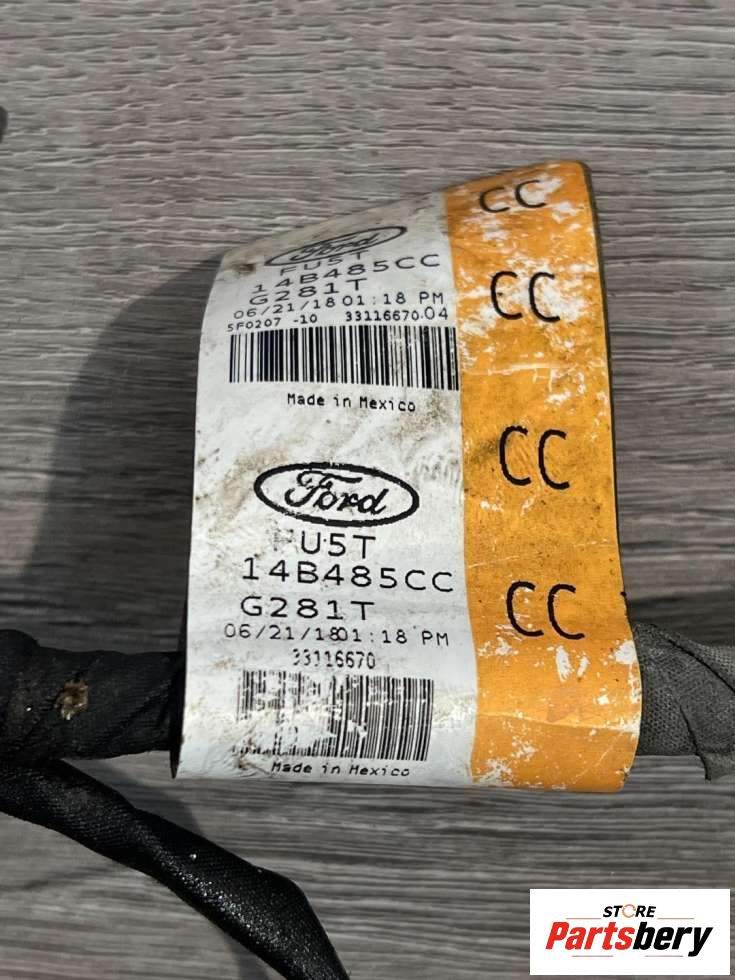 Ford
FU5T
14B485CC
G281T
06/21/18 01:18 PM
SF0207 -10 33116670.04
Made in Mexico
Ford
FU5T
14B485CC
G281T
06/21/18 01:18 PM
33116670
Made in Mexico
CC
CC
CC
CC
STORE
Partsbery